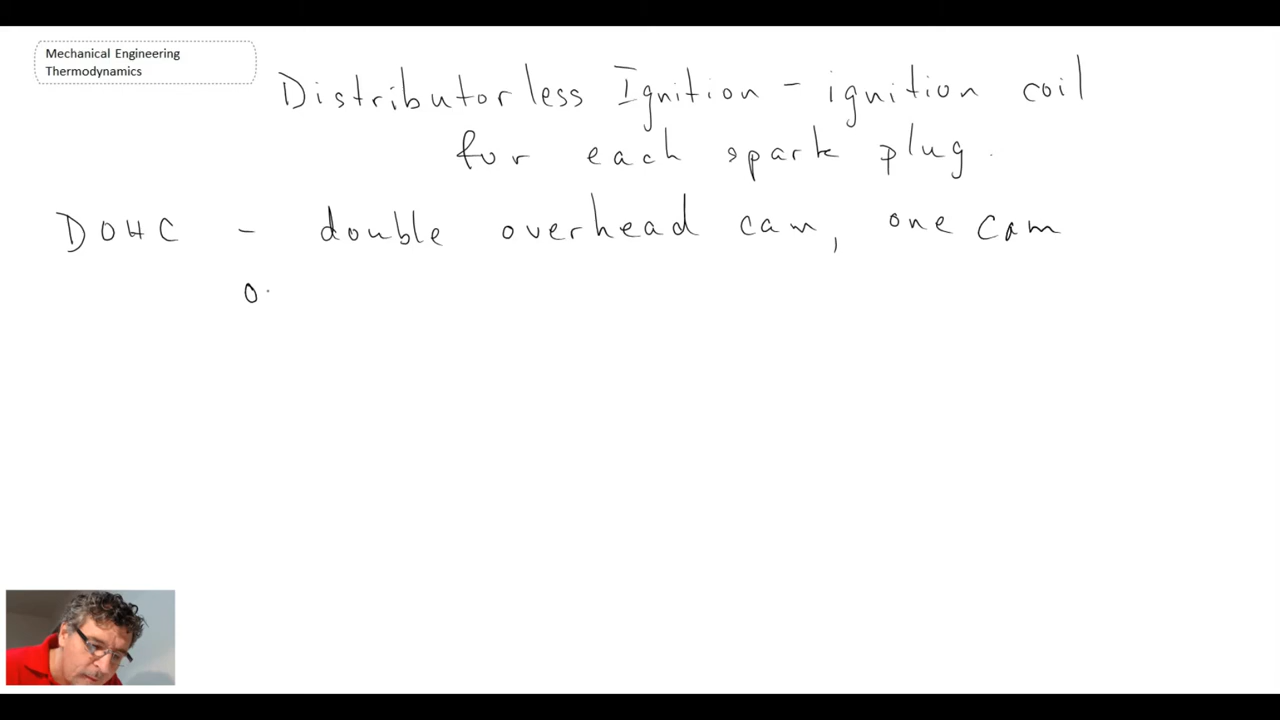 Mechanical Engineering
Thermodynamics
Distributorless Ignition - ignition coil
for each spark plug.
DOHC - double overhead cam, one cam
o